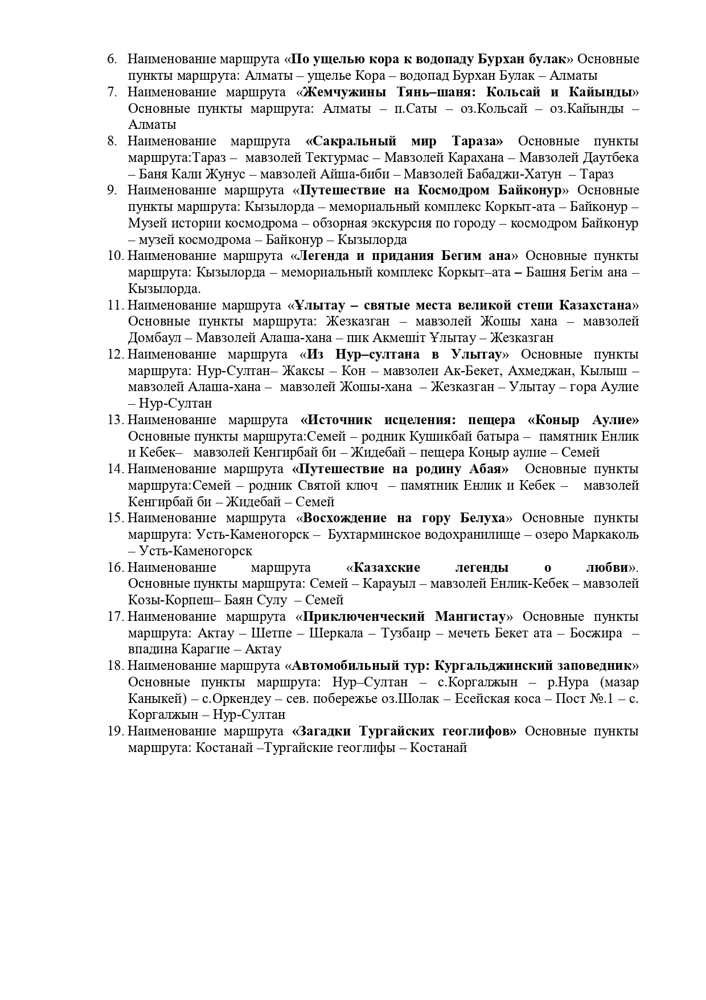 6. Наименование маршрута «По ущелью кора к водопаду Бурхан булак» Основные
пункты маршрута: Алматы – ущелье Кора – водопад Бурхан Булак – Алматы
7. Наименование маршрута «Жемчужины Тянь–шаня: Кольсай и Кайынды»
Основные пункты маршрута: Алматы – п.Саты – оз.Кольсай – оз.Кайынды –
Алматы
8. Наименование маршрута «Сакральный мир Тараза» Основные пункты
маршрута:Тараз – мавзолей Тектурмас – Мавзолей Карахана – Мавзолей Даутбека
– Баня Кали Жунус – мавзолей Айша-биби – Мавзолей Бабаджи-Хатун – Тараз
9. Наименование маршрута «Путешествие на Космодром Байконур» Основные
пункты маршрута: Кызылорда – мемориальный комплекс Коркыт-ата – Байконур –
Музей истории космодрома – обзорная экскурсия по городу – космодром Байконур
– музей космодрома – Байконур – Кызылорда
10. Наименование маршрута «Легенда и придания Бегим ана» Основные пункты
маршрута: Кызылорда – мемориальный комплекс Коркыт–ата – Башня Бегім ана –
Кызылорда.
11. Наименование маршрута «Ұлытау – святые места великой степи Казахстана»
Основные пункты маршрута: Жезказган – мавзолей Жошы хана – мавзолей
Домбаул – Мавзолей Алаша-хана – пик Акмешіт Ұлытау – Жезказган
12. Наименование маршрута «Из Нур–султана в Улытау» Основные пункты
маршрута: Нур-Султан– Жаксы – Кон – мавзолеи Ак-Бекет, Ахмеджан, Кылыш –
мавзолей Алаша-хана – мавзолей Жошы-хана – Жезказган – Улытау – гора Аулие
– Нур-Султан
13. Наименование маршрута «Источник исцеления: пещера «Коныр Аулие»
Основные пункты маршрута:Семей – родник Кушикбай батыра – памятник Енлик
и Кебек– мавзолей Кенгирбай би – Жидебай – пещера Коңыр аулие – Семей
14. Наименование маршрута «Путешествие на родину Абая» Основные пункты
маршрута:Семей – родник Святой ключ – памятник Енлик и Кебек – мавзолей
Кенгирбай би – Жидебай – Семей
15. Наименование маршрута «Восхождение на гору Белуха» Основные пункты
маршрута: Усть-Каменогорск – Бухтарминское водохранилище – озеро Маркаколь
– Усть-Каменогорск
16. Наименование маршрута «Казахские легенды о любви».
Основные пункты маршрута: Семей – Карауыл – мавзолей Енлик-Кебек – мавзолей
Козы-Корпеш– Баян Сулу – Семей
17. Наименование маршрута «Приключенческий Мангистау» Основные пункты
маршрута: Актау – Шетпе – Шеркала – Тузбаир – мечеть Бекет ата – Босжира –
впадина Карагие – Актау
18. Наименование маршрута «Автомобильный тур: Кургальджинский заповедник»
Основные пункты маршрута: Нур–Султан – с.Коргалжын – р.Нура (мазар
Каныкей) – с.Оркендеу – сев. побережье оз.Шолак – Есейская коса – Пост №.1 – с.
Коргалжын – Нур-Султан
19. Наименование маршрута «Загадки Тургайских геоглифов» Основные пункты
маршрута: Костанай –Тургайские геоглифы – Костанай